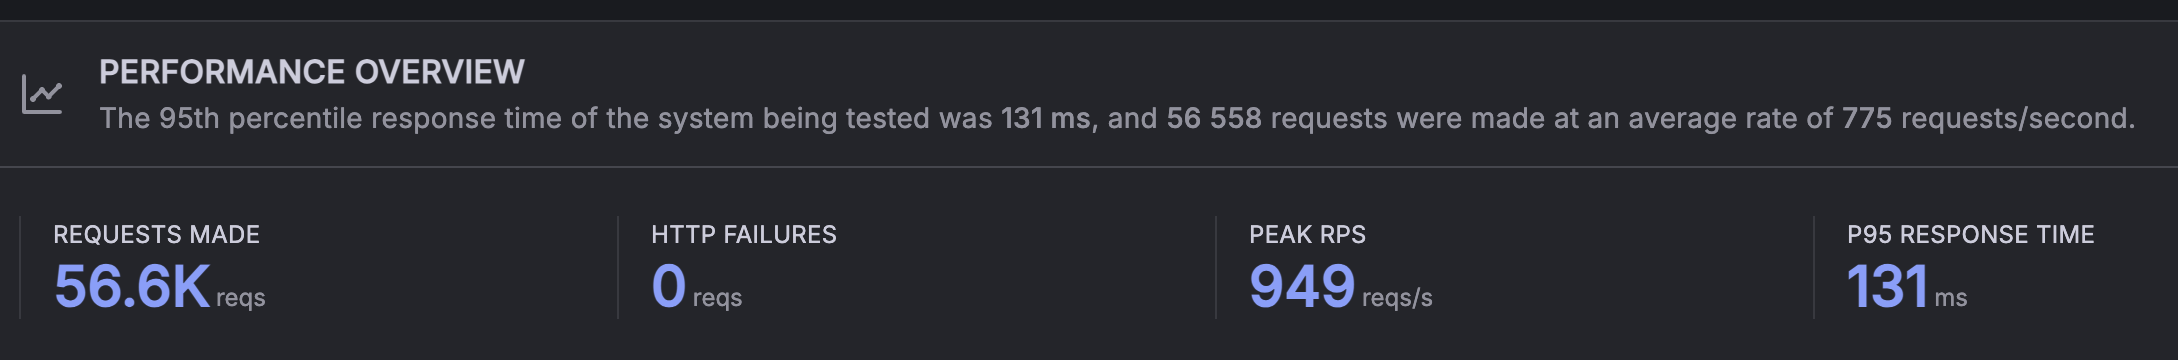 PERFORMANCE OVERVIEW
The 95th percentile response time of the system being tested was 131 ms, and 56 558 requests were made at an average rate of 775 requests/second.
REQUESTS MADE
56.6K reqs
HTTP FAILURES
0 reqs
PEAK RPS
949 reqs/s
P95 RESPONSE TIME
131 ms